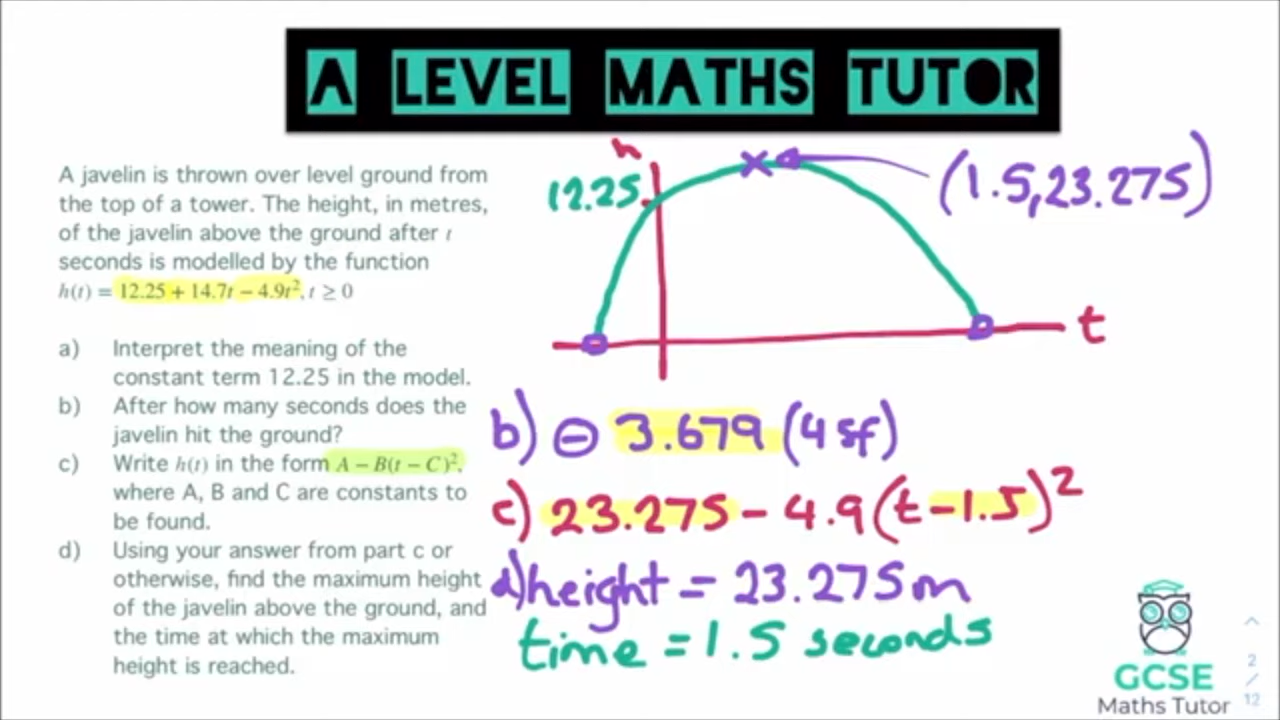 A LEVEL MATHS TUTOR
A javelin is thrown over level ground from
the top of a tower. The height, in metres,
of the javelin above the ground after t
seconds is modelled by the function
h(t) = 12.25 + 14.7t − 4.9t², t ≥ 0
a) Interpret the meaning of the
constant term 12.25 in the model.
b) After how many seconds does the
javelin hit the ground?
c) Write h(t) in the form A − B(t − C)²,
where A, B and C are constants to
be found.
d) Using your answer from part c or
otherwise, find the maximum height
of the javelin above the ground, and
the time at which the maximum
height is reached.
h
12.25
(1.5,23.275)
t
b) ⊖ 3.679 (4sf)
c) 23.275 − 4.9(t − 1.5)²
d) height = 23.275m
time = 1.5 seconds
GCSE
Maths Tutor
2
/
12